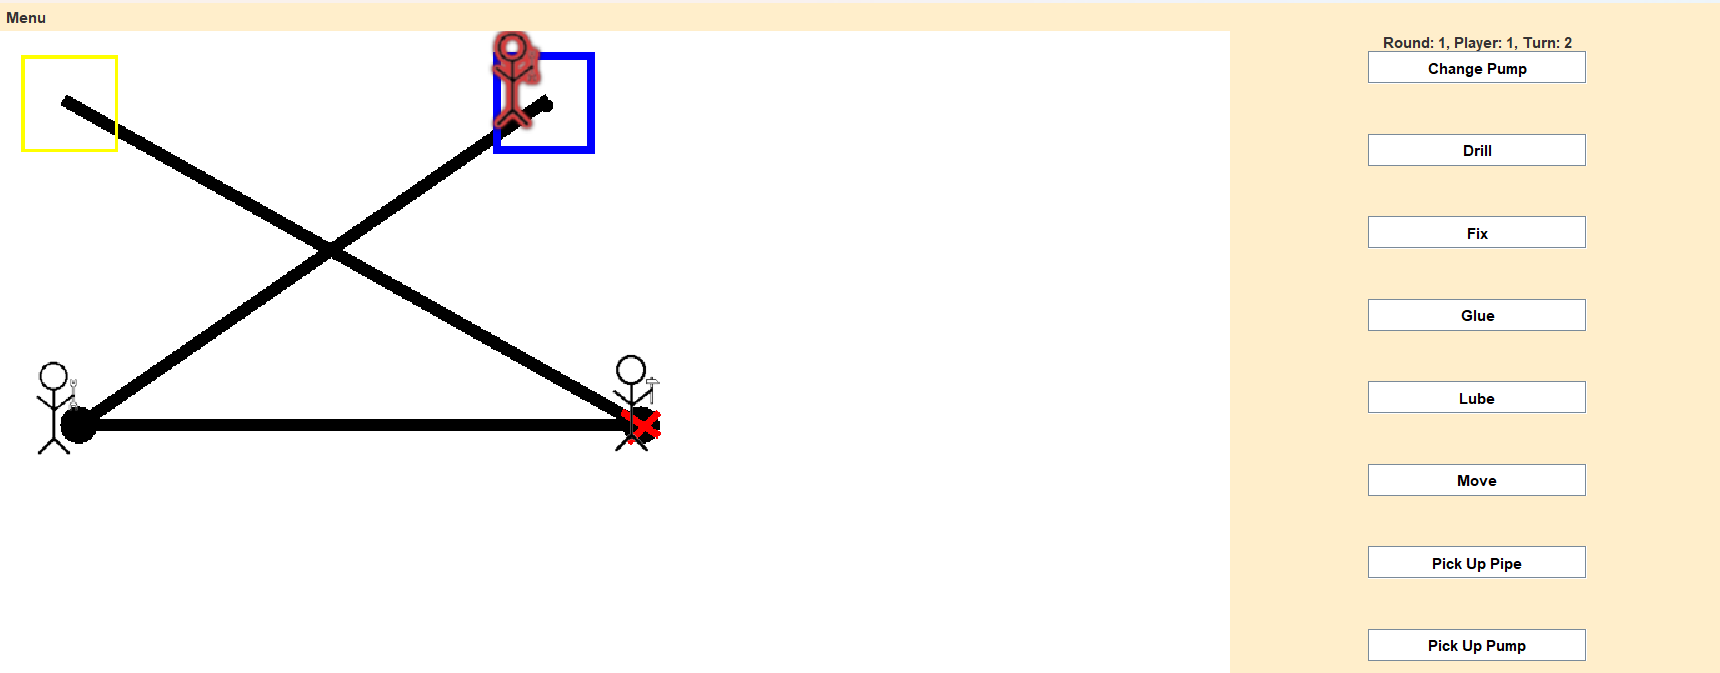 Menu
Round: 1, Player: 1, Turn: 2
Change Pump
Drill
Fix
Glue
Lube
Move
Pick Up Pipe
Pick Up Pump